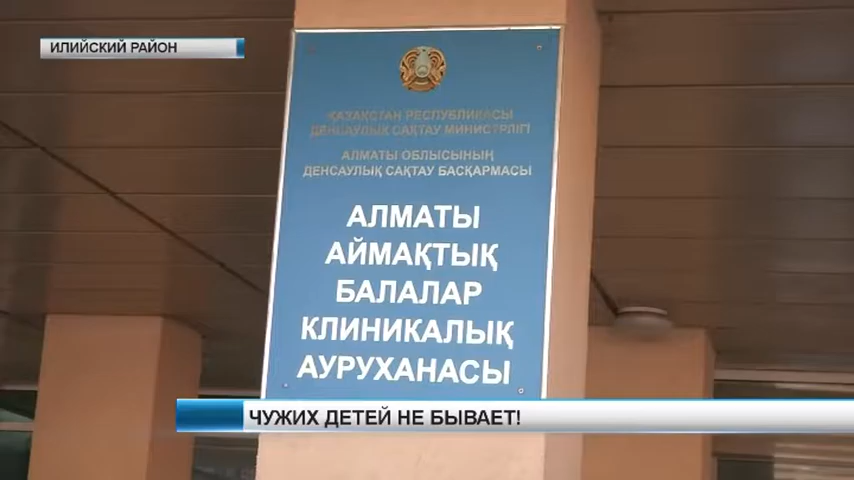 ИЛИЙСКИЙ РАЙОН
ҚАЗАҚСТАН РЕСПУБЛИКАСЫ
ДЕНСАУЛЫҚ САҚТАУ МИНИСТРЛІГІ
АЛМАТЫ ОБЛЫСЫНЫҢ
ДЕНСАУЛЫҚ САҚТАУ БАСҚАРМАСЫ
АЛМАТЫ
АЙМАҚТЫҚ
БАЛАЛАР
КЛИНИКАЛЫҚ
АУРУХАНАСЫ
ЧУЖИХ ДЕТЕЙ НЕ БЫВАЕТ!